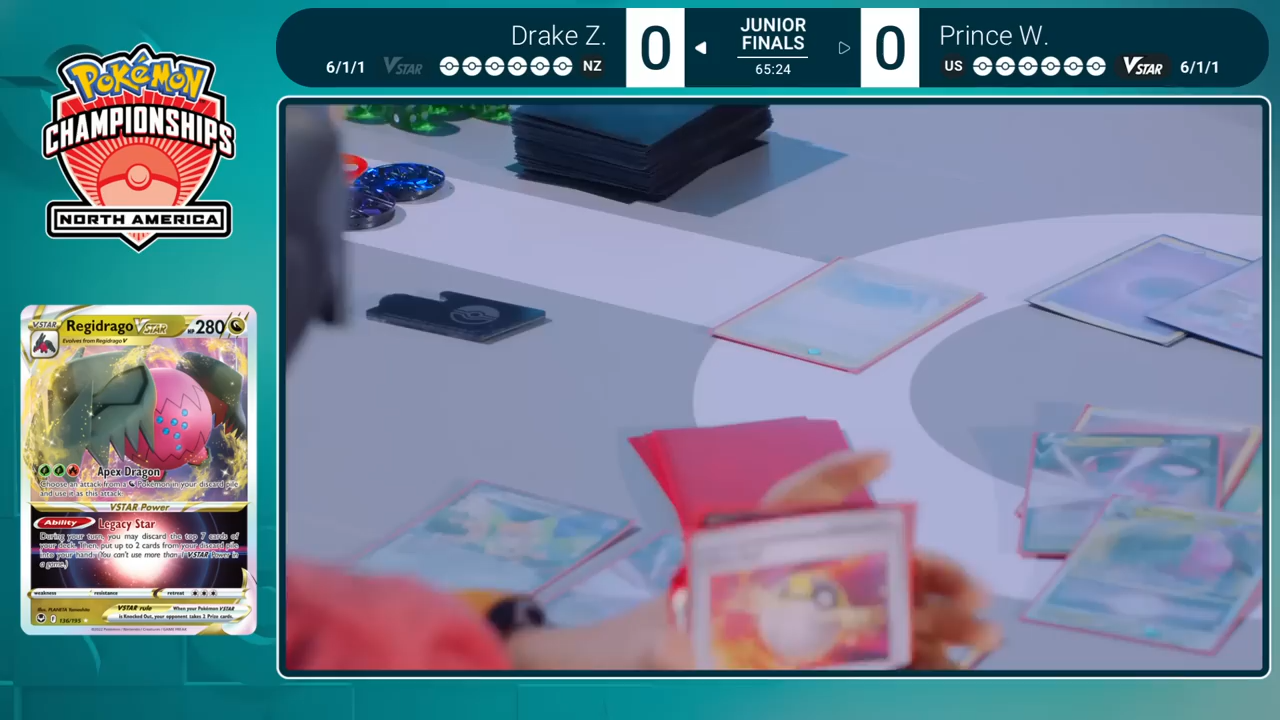 Drake Z.
0
JUNIOR
FINALS
65:24
0
Prince W.
6/1/1
VSTAR
NZ
US
VSTAR
6/1/1
Pokémon
CHAMPIONSHIPS
NORTH AMERICA
VSTAR
Regidrago VSTAR
HP 280
Evolves from Regidrago V
Apex Dragon
Choose an attack from a Pokémon in your discard pile
and use it as this attack.
VSTAR Power
Ability Legacy Star
During your turn, you may discard the top 7 cards of
your deck. Then, put up to 2 cards from your discard pile
into your hand. (You can't use more than 1 VSTAR Power in
a game.)
weakness resistance retreat
VSTAR rule
When your Pokémon VSTAR
is Knocked Out, your opponent takes 2 Prize cards.
136/195